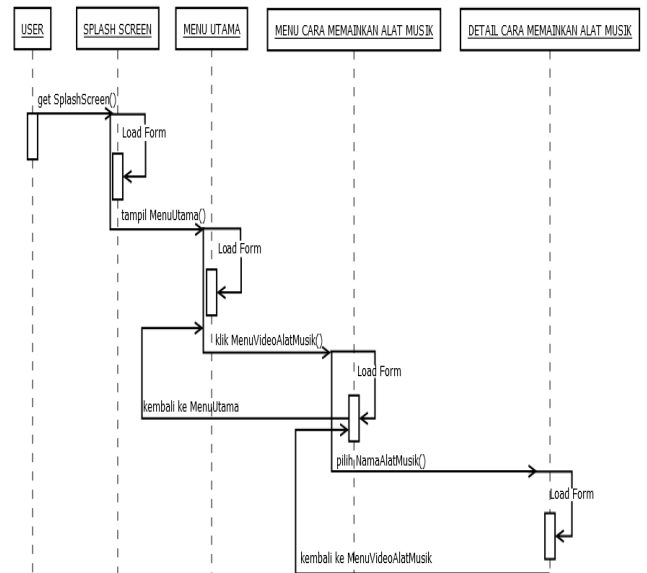 USER
SPLASH SCREEN
MENU UTAMA
MENU CARA MEMAINKAN ALAT MUSIK
DETAIL CARA MEMAINKAN ALAT MUSIK
get SplashScreen()
Load Form
tampil MenuUtama()
Load Form
klik MenuVideoAlatMusik()
Load Form
kembali ke MenuUtama
pilih NamaAlatMusik()
Load Form
kembali ke MenuVideoAlatMusik